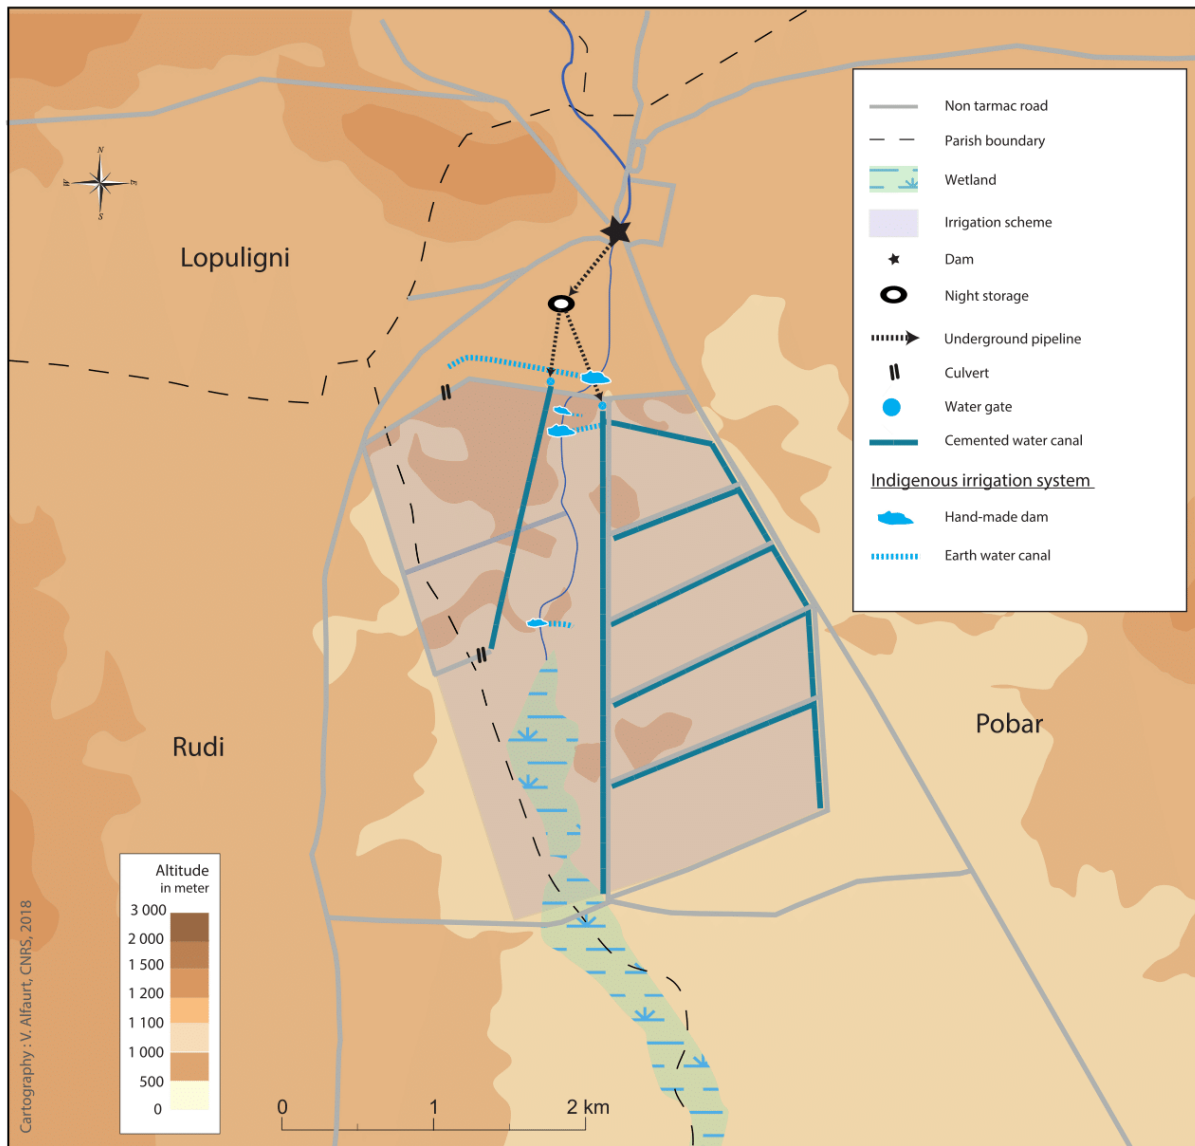 N
W
E
S
Lopuligni
Rudi
Pobar
Non tarmac road
Parish boundary
Wetland
Irrigation scheme
Dam
Night storage
Underground pipeline
Culvert
Water gate
Cemented water canal
Indigenous irrigation system
Hand-made dam
Earth water canal
Altitude
in meter
3 000
2 000
1 500
1 200
1 100
1 000
500
0
0 1 2 km
Cartography : V. Alfaurt, CNRS, 2018